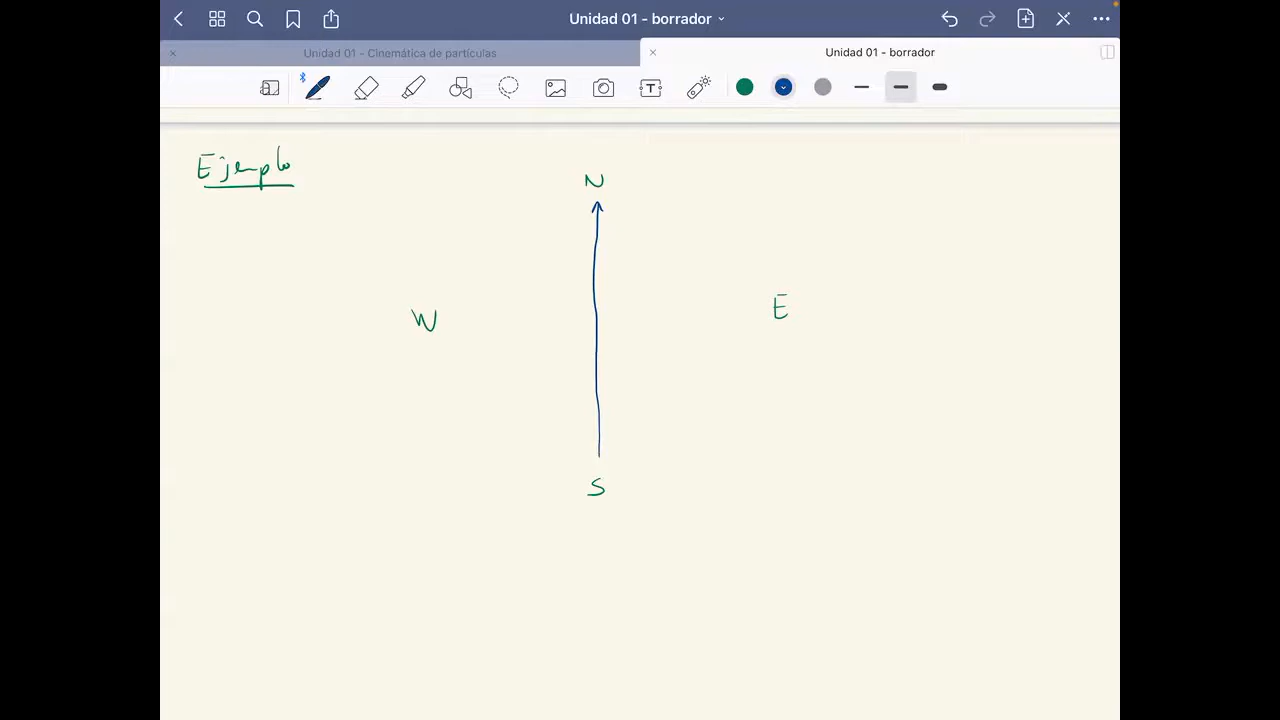 Unidad 01 - borrador
Unidad 01 - Cinemática de partículas
Unidad 01 - borrador
T
Ejemplo
N
W
E
S